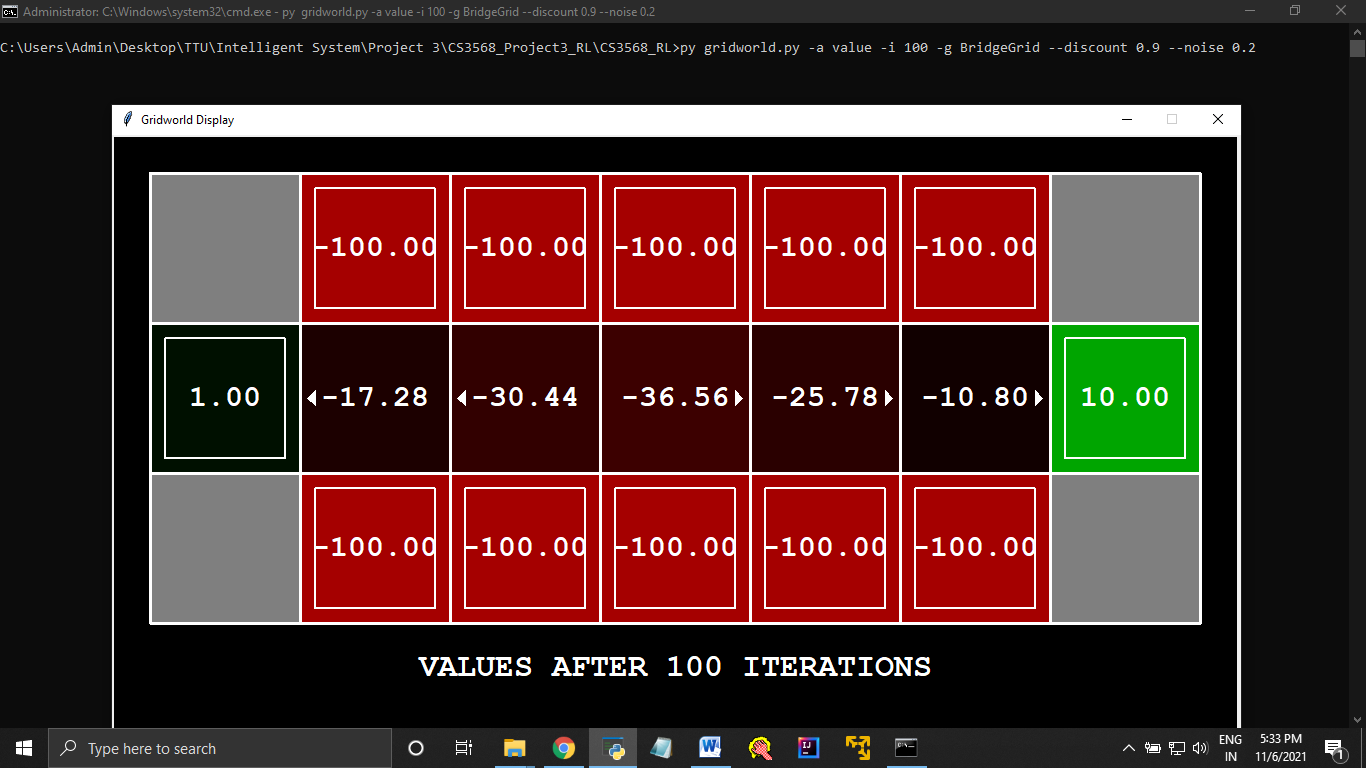 Administrator: C:\Windows\system32\cmd.exe - py  gridworld.py -a value -i 100 -g BridgeGrid --discount 0.9 --noise 0.2
C:\Users\Admin\Desktop\TTU\Intelligent System\Project 3\CS3568_Project3_RL\CS3568_RL>py gridworld.py -a value -i 100 -g BridgeGrid --discount 0.9 --noise 0.2
Gridworld Display
-100.00 -100.00 -100.00 -100.00 -100.00
1.00 -17.28 -30.44 -36.56 -25.78 -10.80 10.00
-100.00 -100.00 -100.00 -100.00 -100.00
VALUES AFTER 100 ITERATIONS
Type here to search
ENG
IN
5:33 PM
11/6/2021
1